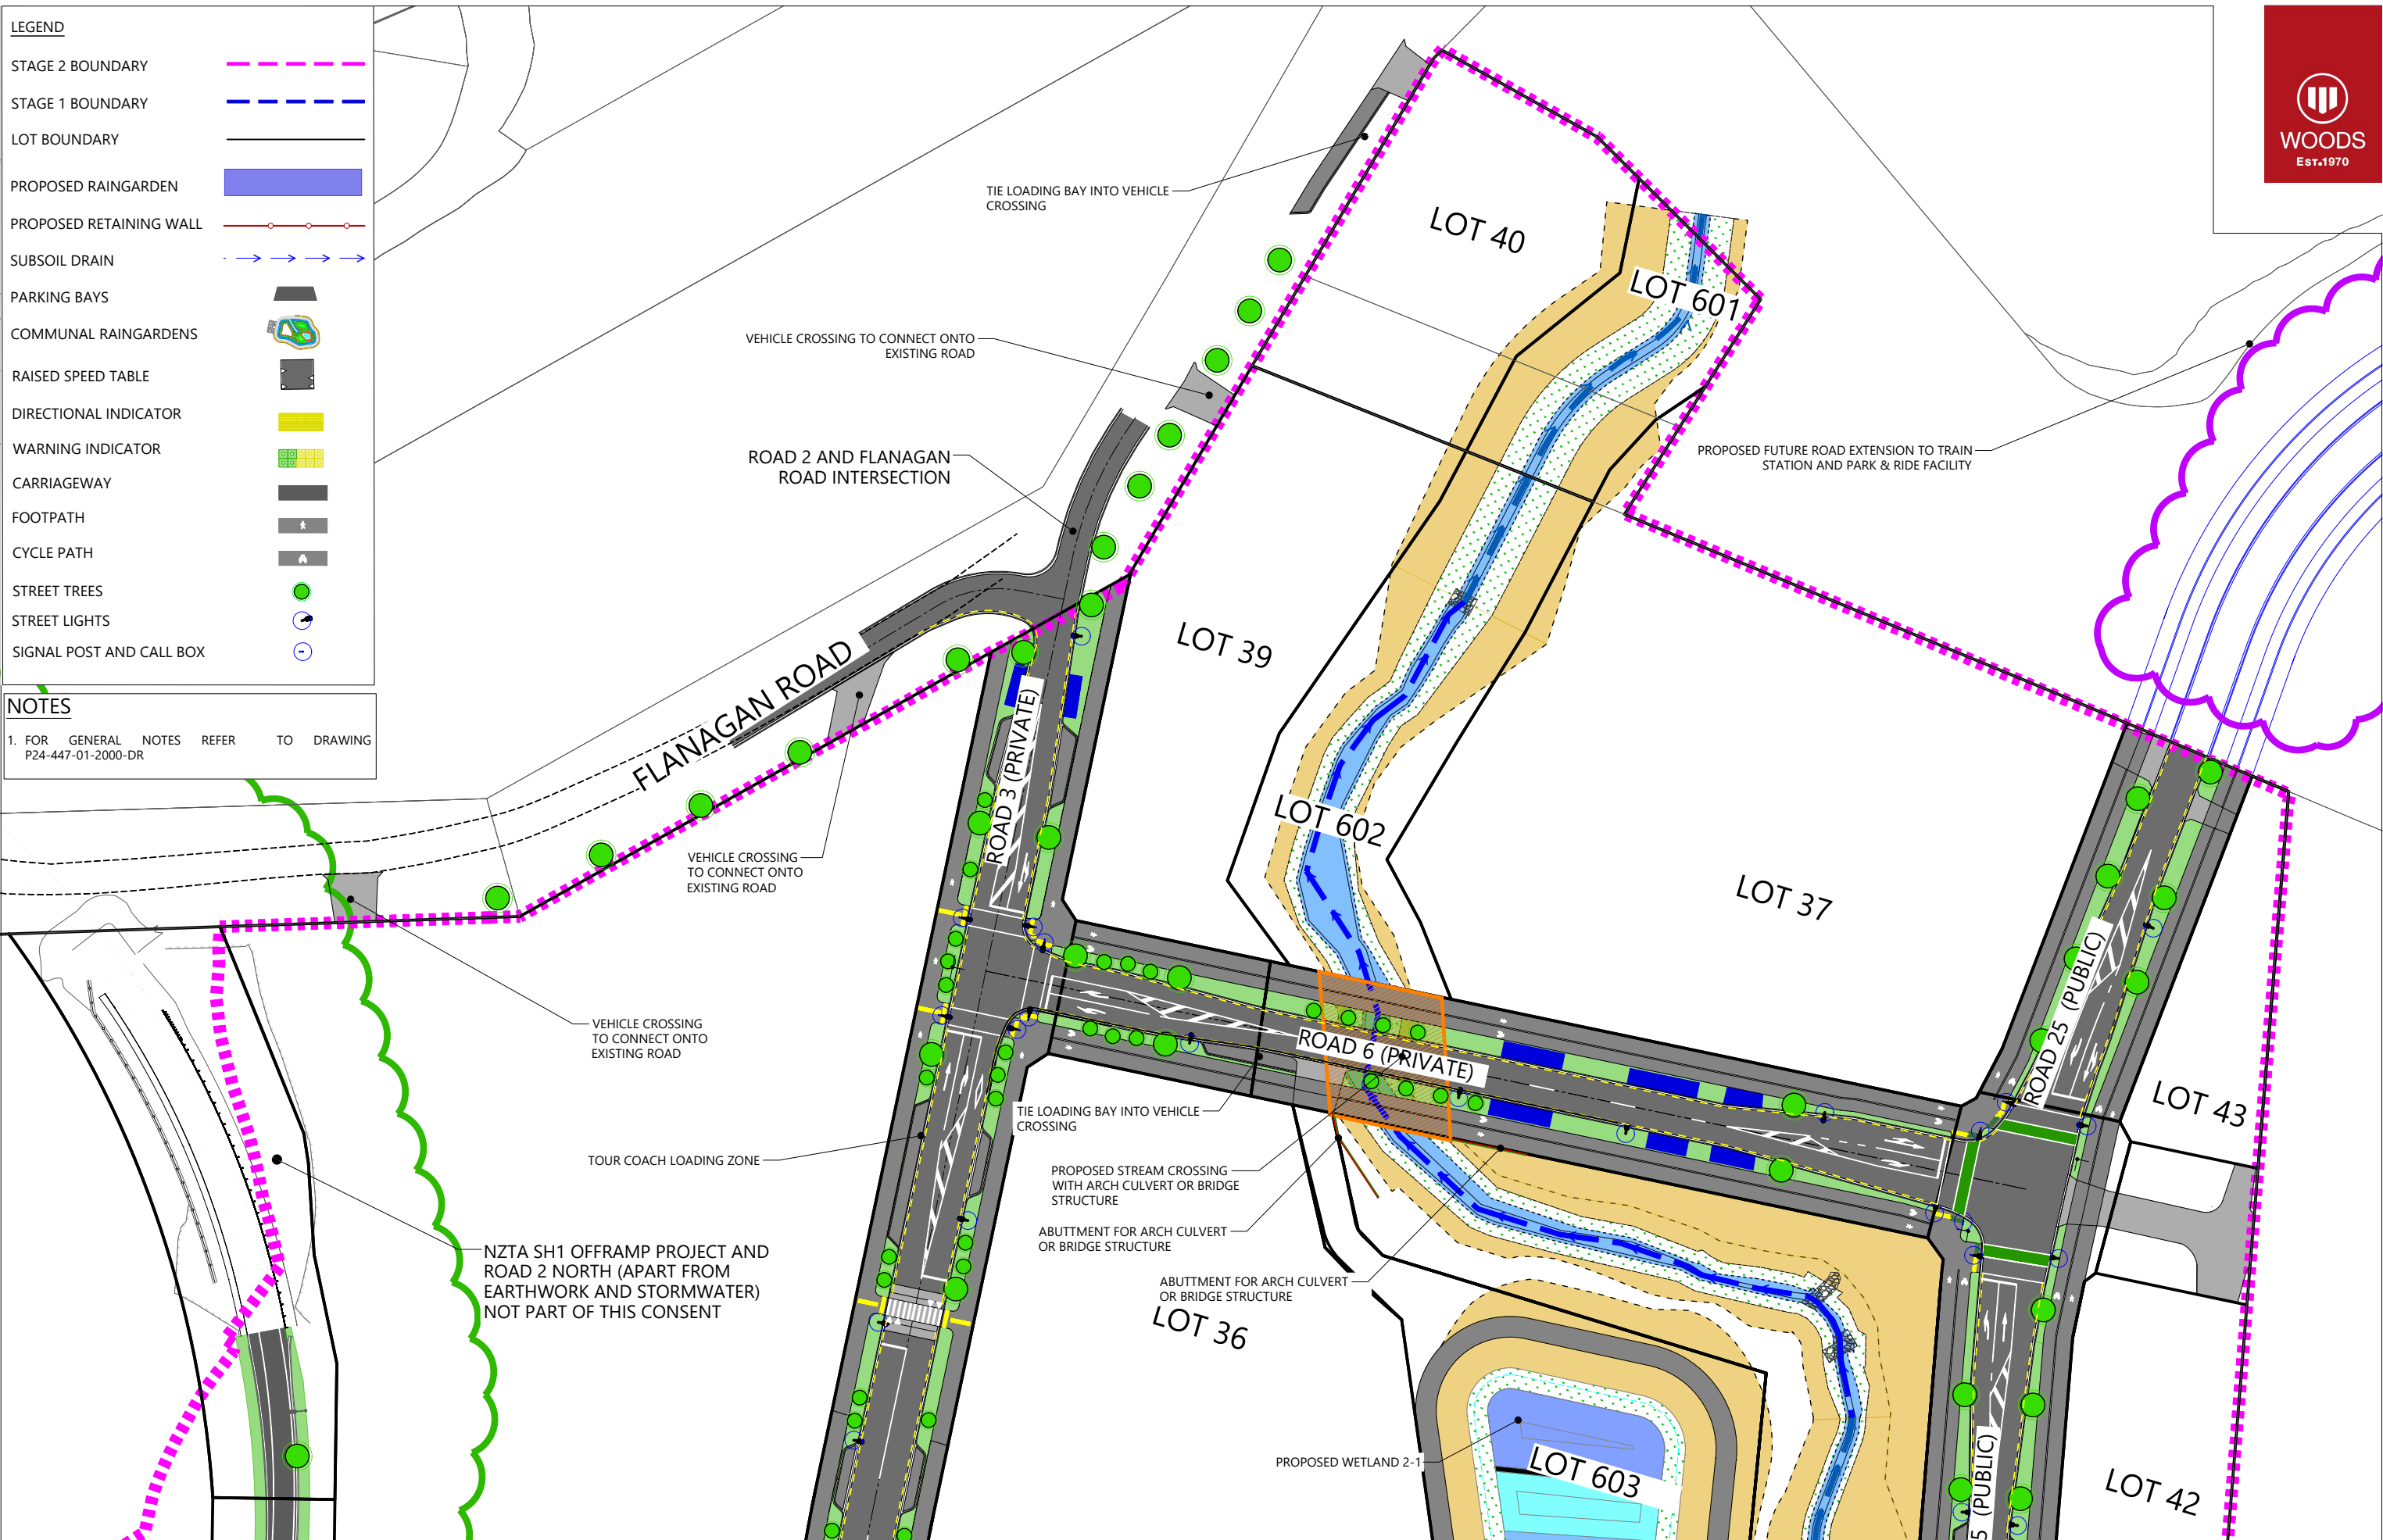 LEGEND
STAGE 2 BOUNDARY
STAGE 1 BOUNDARY
LOT BOUNDARY
PROPOSED RAINGARDEN
PROPOSED RETAINING WALL
SUBSOIL DRAIN
PARKING BAYS
COMMUNAL RAINGARDENS
RAISED SPEED TABLE
DIRECTIONAL INDICATOR
WARNING INDICATOR
CARRIAGEWAY
FOOTPATH
CYCLE PATH
STREET TREES
STREET LIGHTS
SIGNAL POST AND CALL BOX
NOTES
1. FOR GENERAL NOTES REFER TO DRAWING
P24-447-01-2000-DR
WOODS
EST.1970
TIE LOADING BAY INTO VEHICLE
CROSSING
LOT 40
LOT 601
VEHICLE CROSSING TO CONNECT ONTO
EXISTING ROAD
ROAD 2 AND FLANAGAN
ROAD INTERSECTION
PROPOSED FUTURE ROAD EXTENSION TO TRAIN
STATION AND PARK & RIDE FACILITY
LOT 39
FLANAGAN ROAD
ROAD 3 (PRIVATE)
LOT 602
LOT 37
VEHICLE CROSSING
TO CONNECT ONTO
EXISTING ROAD
VEHICLE CROSSING
TO CONNECT ONTO
EXISTING ROAD
ROAD 6 (PRIVATE)
ROAD 25 (PUBLIC)
LOT 43
TIE LOADING BAY INTO VEHICLE
CROSSING
TOUR COACH LOADING ZONE
PROPOSED STREAM CROSSING
WITH ARCH CULVERT OR BRIDGE
STRUCTURE
ABUTTMENT FOR ARCH CULVERT
OR BRIDGE STRUCTURE
NZTA SH1 OFFRAMP PROJECT AND
ROAD 2 NORTH (APART FROM
EARTHWORK AND STORMWATER)
NOT PART OF THIS CONSENT
ABUTTMENT FOR ARCH CULVERT
OR BRIDGE STRUCTURE
LOT 36
PROPOSED WETLAND 2-1
LOT 603
5 (PUBLIC)
LOT 42